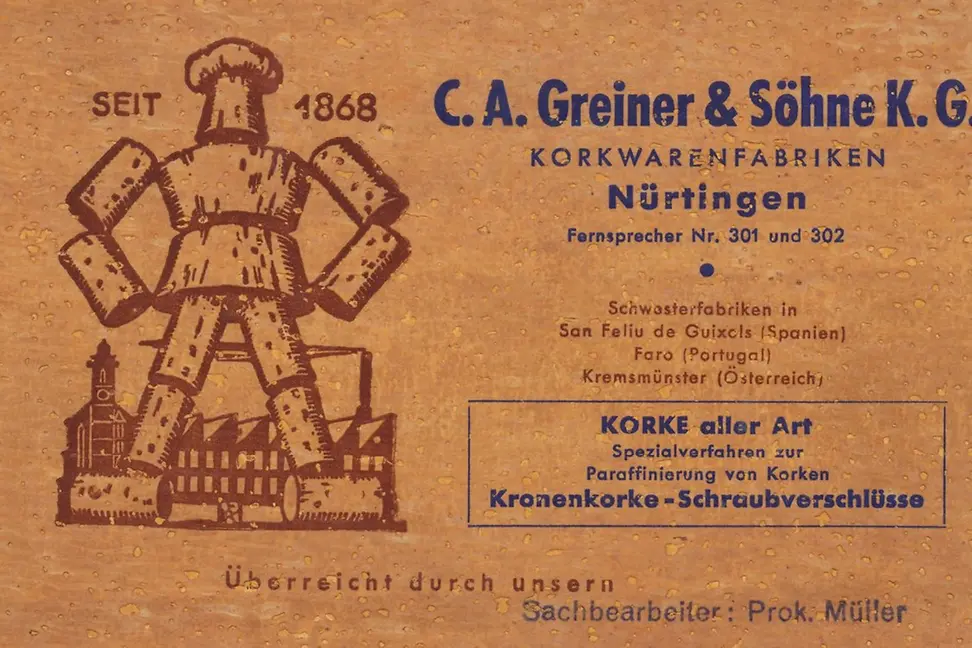 SEIT 1868
C. A. Greiner & Söhne K. G.
KORKWARENFABRIKEN
Nürtingen
Fernsprecher Nr. 301 und 302
Schwesterfabriken in
San Feliu de Guixols (Spanien)
Faro (Portugal)
Kremsmünster (Österreich)
KORKE aller Art
Spezialverfahren zur
Paraffinierung von Korken
Kronenkorke-Schraubverschlüsse
Überreicht durch unsern
Sachbearbeiter: Prok. Müller